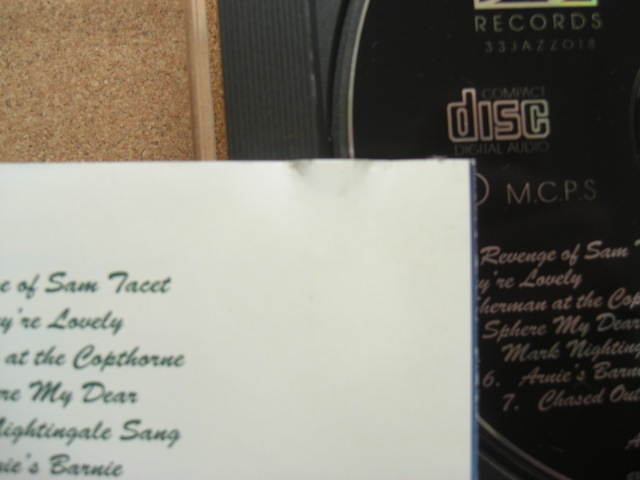 RECORDS
33JAZZ018
COMPACT
disc
DIGITAL AUDIO
M.C.P.S
Revenge of Sam
y're Lovely
herman at the Cop
Sphere My Dear
Mark Nighting
6. Arnie's Barn
7. Chased Out
e of Sam Tacet
y're Lovely
at the Copthorne
re My Dear
Nightingale Sang
nie's Barnie